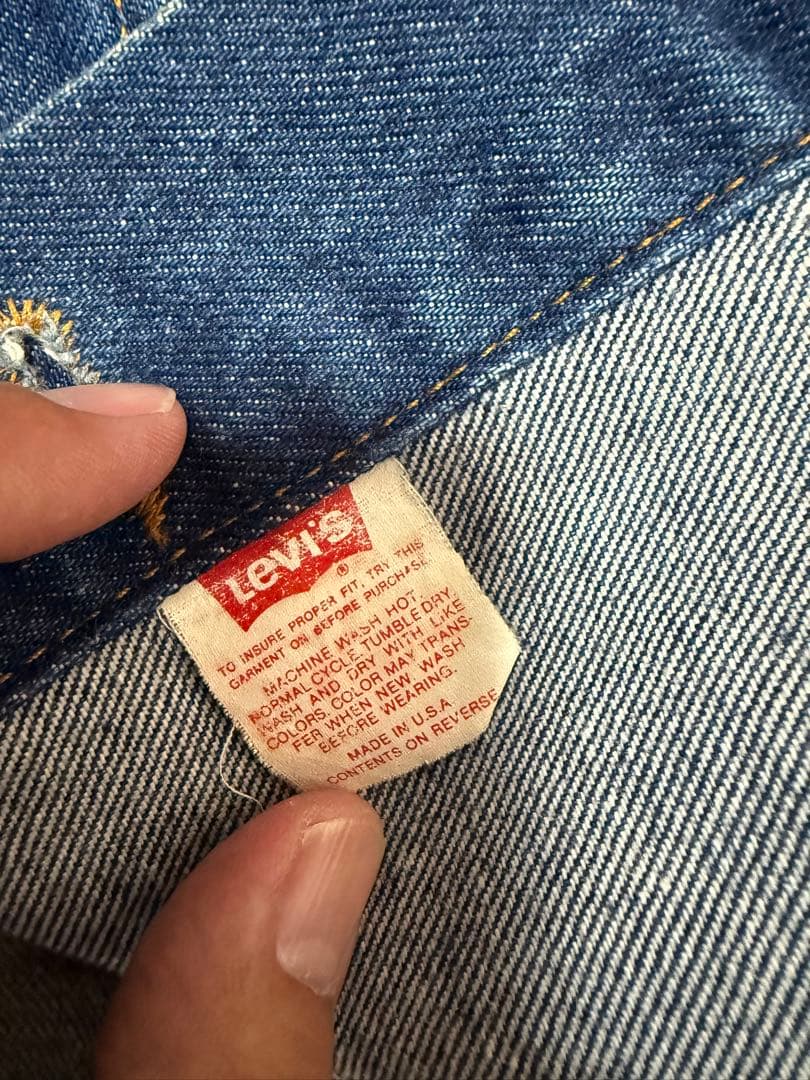 Levi's
®
TO INSURE PROPER FIT, TRY THIS
GARMENT ON BEFORE PURCHASE.
MACHINE WASH HOT,
NORMAL CYCLE, TUMBLE DRY.
WASH AND DRY WITH LIKE
COLORS. COLOR MAY TRANS-
FER WHEN NEW. WASH
BEFORE WEARING.
MADE IN U.S.A
CONTENTS ON REVERSE